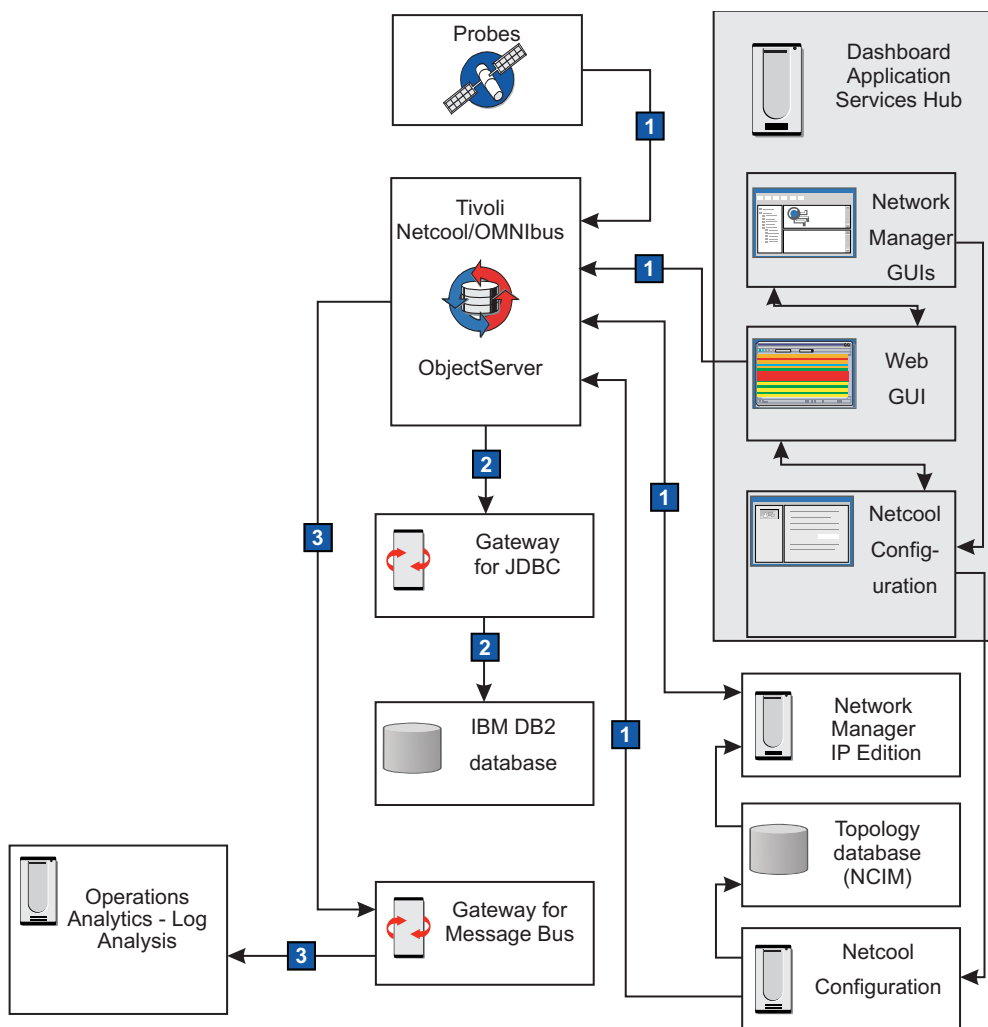 Probes
1
Dashboard
Application
Services Hub
Tivoli
Netcool/OMNIbus
ObjectServer
1
1
1
2
3
Network
Manager
GUIs
Web
GUI
Netcool
Config-
uration
Gateway
for JDBC
2
IBM DB2
database
1
Network
Manager
IP Edition
Topology
database
(NCIM)
Operations
Analytics - Log
Analysis
3
Gateway for
Message Bus
Netcool
Configuration